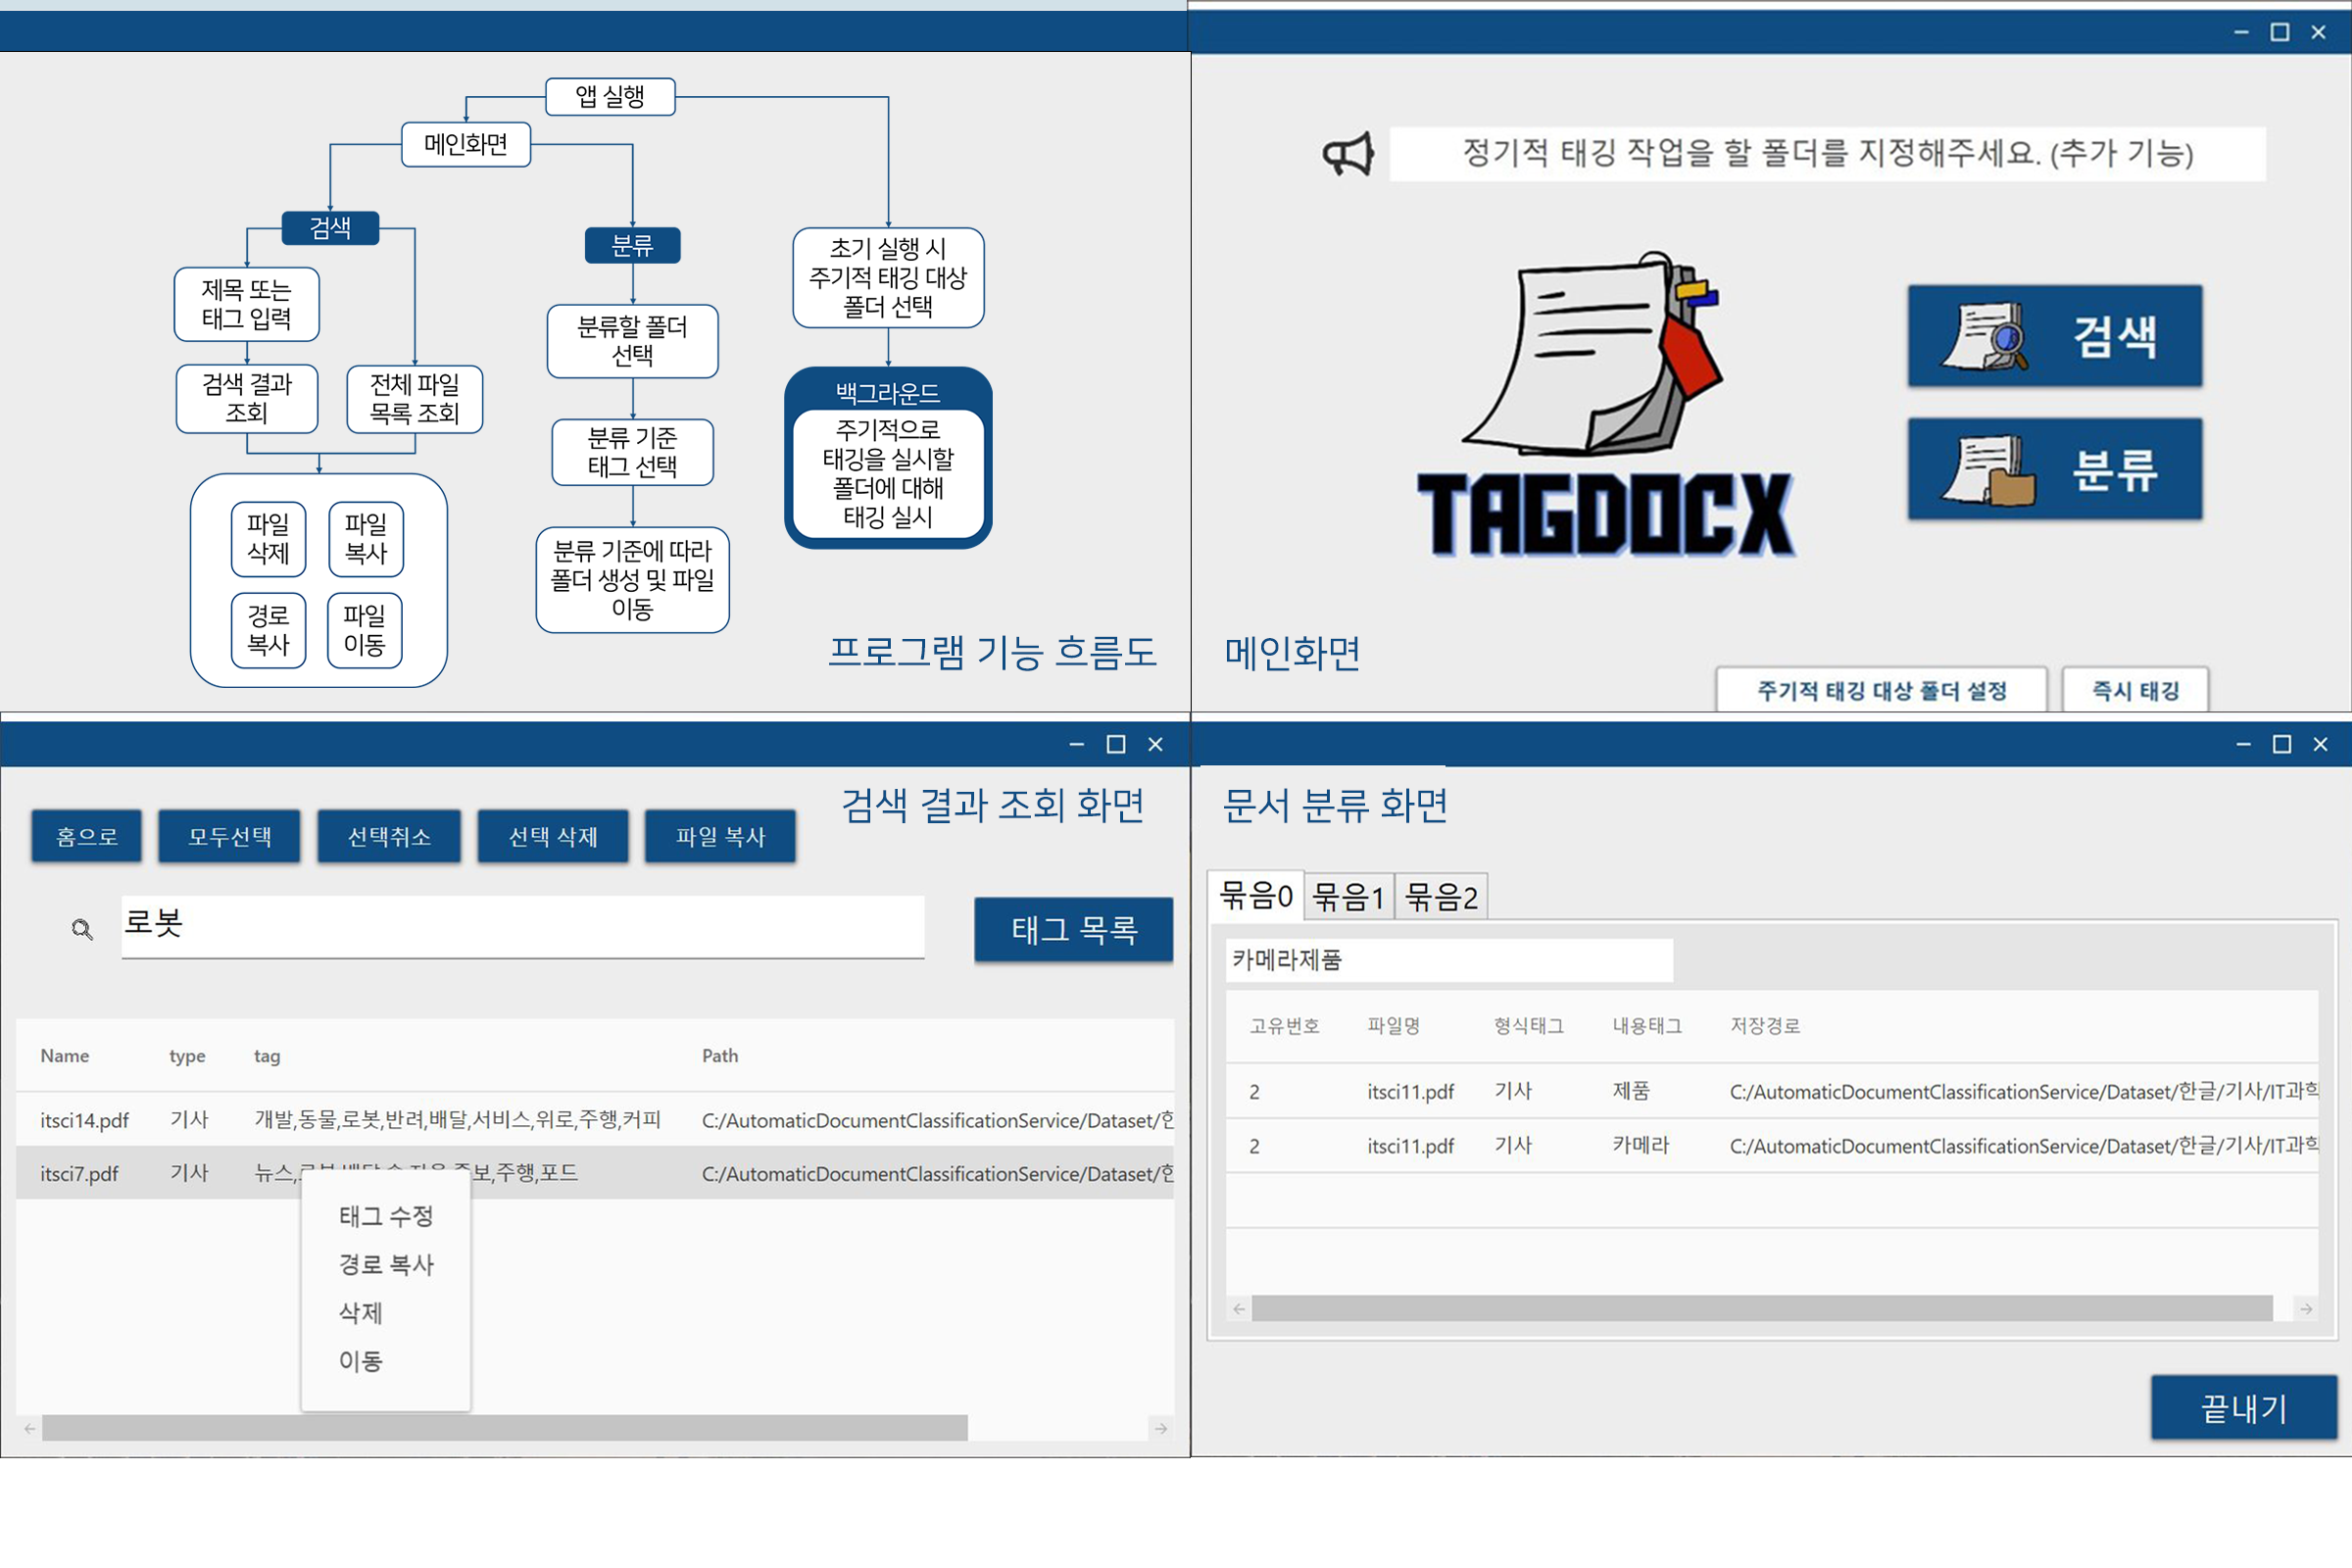 앱 실행
메인화면
검색
분류
제목 또는
태그 입력
검색 결과
조회
전체 파일
목록 조회
파일
삭제
파일
복사
경로
복사
파일
이동
분류할 폴더
선택
분류 기준
태그 선택
분류 기준에 따라
폴더 생성 및 파일
이동
초기 실행 시
주기적 태깅 대상
폴더 선택
백그라운드
주기적으로
태깅을 실시할
폴더에 대해
태깅 실시
프로그램 기능 흐름도
정기적 태깅 작업을 할 폴더를 지정해주세요. (추가 기능)
TAGDOCX
검색
분류
메인화면
주기적 태깅 대상 폴더 설정
즉시 태깅
검색 결과 조회 화면
홈으로
모두선택
선택취소
선택 삭제
파일 복사
로봇
태그 목록
Name type tag Path
itsci14.pdf 기사 개발,동물,로봇,반려,배달,서비스,위로,주행,커피 C:/AutomaticDocumentClassificationService/Dataset/한
itsci7.pdf 기사 뉴스, 보,주행,포드 C:/AutomaticDocumentClassificationService/Dataset/한
태그 수정
경로 복사
삭제
이동
문서 분류 화면
묶음0 묶음1 묶음2
카메라제품
고유번호 파일명 형식태그 내용태그 저장경로
2 itsci11.pdf 기사 제품 C:/AutomaticDocumentClassificationService/Dataset/한글/기사/IT과학
2 itsci11.pdf 기사 카메라 C:/AutomaticDocumentClassificationService/Dataset/한글/기사/IT과학
끝내기